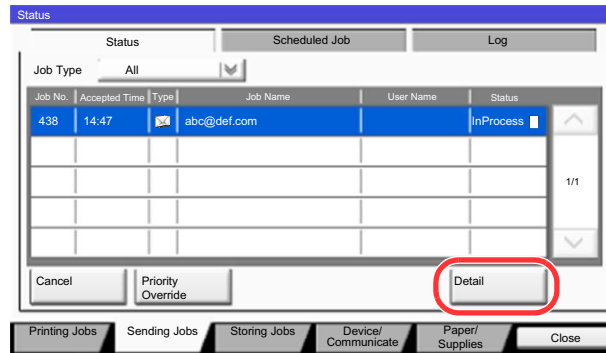 Status
Status Scheduled Job Log
Job Type All
Job No. Accepted Time Type Job Name User Name Status
438 14:47 abc@def.com InProcess
1/1
Cancel Priority Override Detail
Printing Jobs Sending Jobs Storing Jobs Device/ Communicate Paper/ Supplies Close